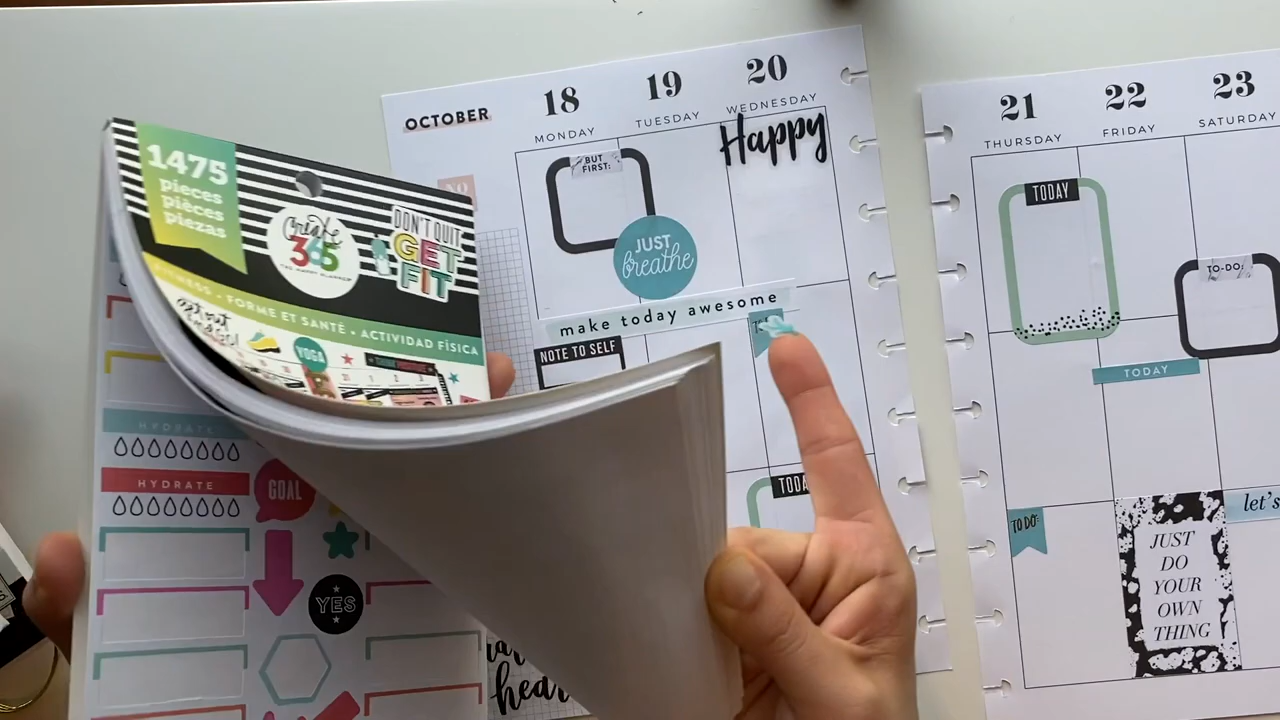 1475
pieces
pièces
piezas
Create
365
THE HAPPY PLANNER
DON'T QUIT
GET
FIT
FITNESS • FORME ET SANTÉ • ACTIVIDAD FÍSICA
YOGA
HYDRATE
HYDRATE
GOAL
YES
OCTOBER
18
MONDAY
19
TUESDAY
20
WEDNESDAY
BUT
FIRST:
Happy
JUST
breathe
make today awesome
NOTE TO SELF
21
THURSDAY
22
FRIDAY
23
SATURDAY
TODAY
TO-DO:
TODAY
TO DO:
JUST
DO
YOUR
OWN
THING
let's